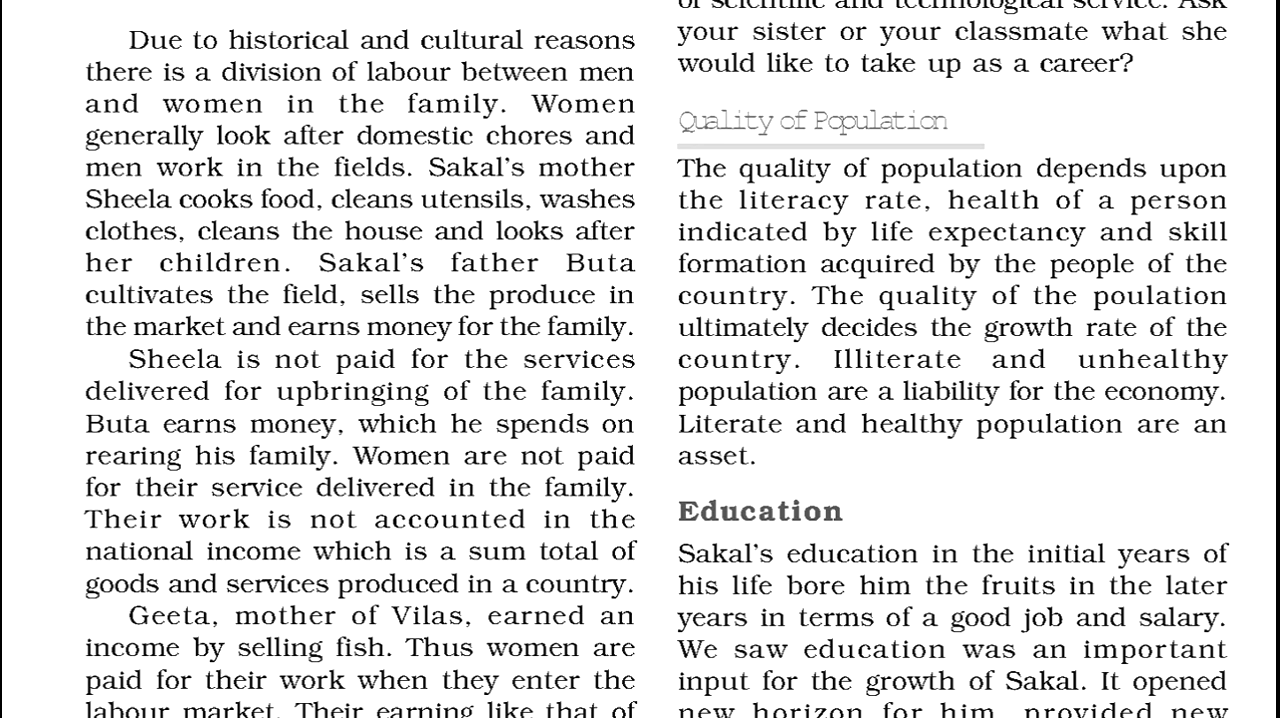 Due to historical and cultural reasons
there is a division of labour between men
and women in the family. Women
generally look after domestic chores and
men work in the fields. Sakal's mother
Sheela cooks food, cleans utensils, washes
clothes, cleans the house and looks after
her children. Sakal's father Buta
cultivates the field, sells the produce in
the market and earns money for the family.
Sheela is not paid for the services
delivered for upbringing of the family.
Buta earns money, which he spends on
rearing his family. Women are not paid
for their service delivered in the family.
Their work is not accounted in the
national income which is a sum total of
goods and services produced in a country.
Geeta, mother of Vilas, earned an
income by selling fish. Thus women are
paid for their work when they enter the
labour market. Their earning like that of
of scientific and technological service. Ask
your sister or your classmate what she
would like to take up as a career?
Quality of Population
The quality of population depends upon
the literacy rate, health of a person
indicated by life expectancy and skill
formation acquired by the people of the
country. The quality of the poulation
ultimately decides the growth rate of the
country. Illiterate and unhealthy
population are a liability for the economy.
Literate and healthy population are an
asset.
Education
Sakal's education in the initial years of
his life bore him the fruits in the later
years in terms of a good job and salary.
We saw education was an important
input for the growth of Sakal. It opened
new horizon for him, provided new